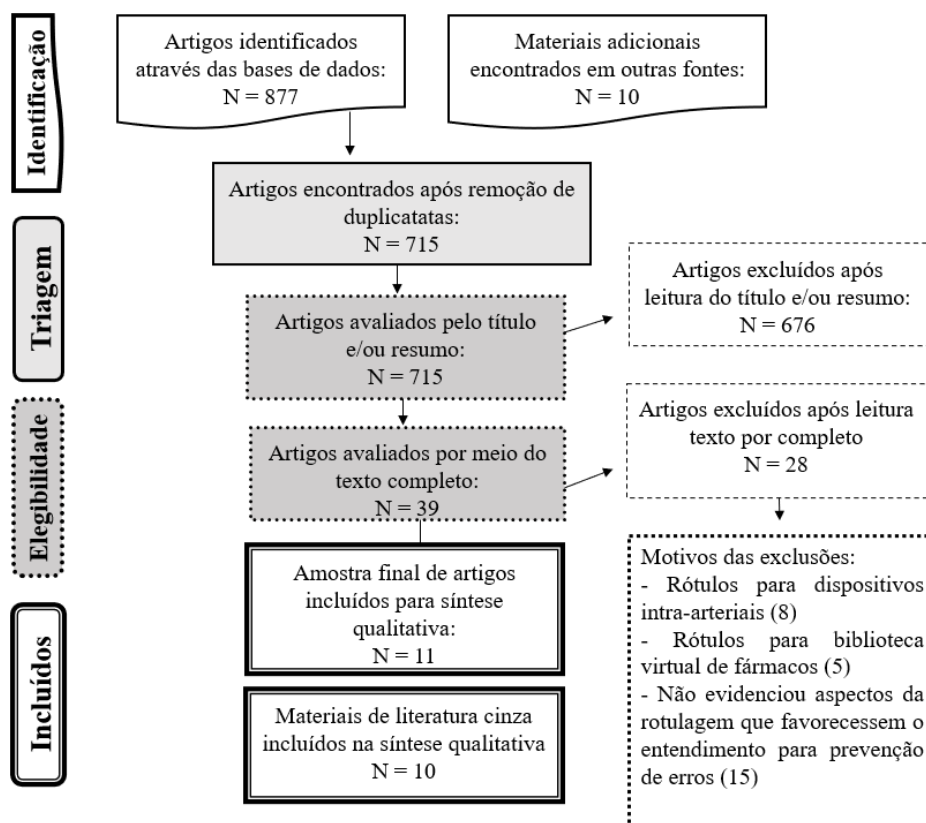 Identificação
Artigos identificados
através das bases de dados:
N = 877
Materiais adicionais
encontrados em outras fontes:
N = 10
Artigos encontrados após remoção de
duplicatatas:
N = 715
Triagem
Artigos avaliados pelo título
e/ou resumo:
N = 715
Artigos excluídos após
leitura do título e/ou resumo:
N = 676
Elegibilidade
Artigos avaliados por meio do
texto completo:
N = 39
Artigos excluídos após leitura
texto por completo
N = 28
Motivos das exclusões:
- Rótulos para dispositivos
intra-arteriais (8)
- Rótulos para biblioteca
virtual de fármacos (5)
- Não evidenciou aspectos da
rotulagem que favorecessem o
entendimento para prevenção
de erros (15)
Incluídos
Amostra final de artigos
incluídos para síntese
qualitativa:
N = 11
Materiais de literatura cinza
incluídos na síntese qualitativa
N = 10